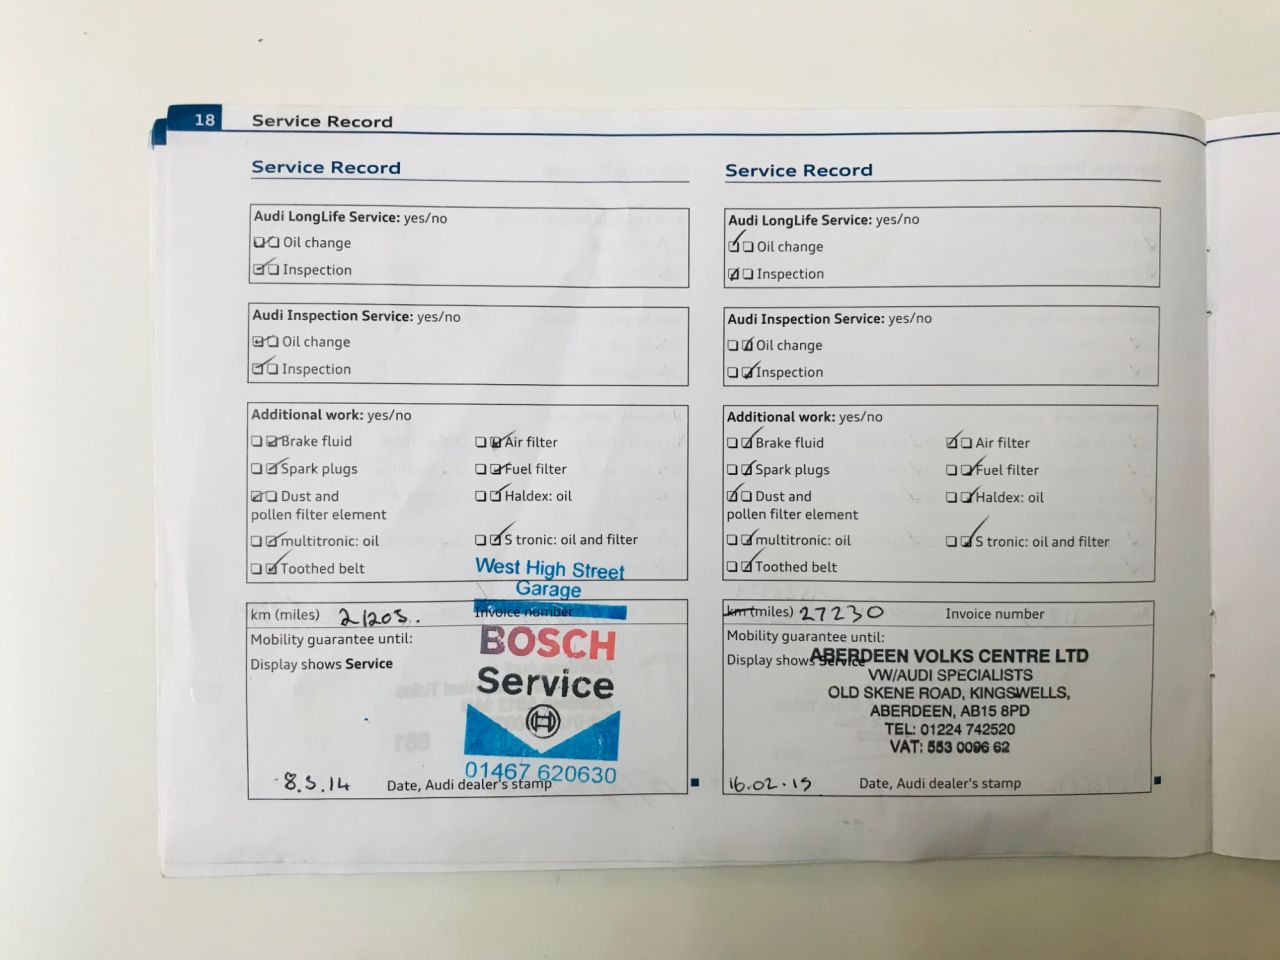 18 Service Record
Service Record
Audi LongLife Service: yes/no
Oil change
Inspection
Audi Inspection Service: yes/no
Oil change
Inspection
Additional work: yes/no
Brake fluid
Air filter
Spark plugs
Fuel filter
Dust and
pollen filter element
Haldex: oil
multitronic: oil
S tronic: oil and filter
Toothed belt
West High Street
Garage
km (miles) 21203.. Invoice number
Mobility guarantee until:
Display shows Service
BOSCH
Service
01467 620630
8.5.14 Date, Audi dealer's stamp
Service Record
Audi LongLife Service: yes/no
Oil change
Inspection
Audi Inspection Service: yes/no
Oil change
Inspection
Additional work: yes/no
Brake fluid
Air filter
Spark plugs
Fuel filter
Dust and
pollen filter element
Haldex: oil
multitronic: oil
S tronic: oil and filter
Toothed belt
km (miles) 27230 Invoice number
Mobility guarantee until:
Display shows Service
ABERDEEN VOLKS CENTRE LTD
VW/AUDI SPECIALISTS
OLD SKENE ROAD, KINGSWELLS,
ABERDEEN, AB15 8PD
TEL: 01224 742520
VAT: 553 0096 62
16.02.15 Date, Audi dealer's stamp